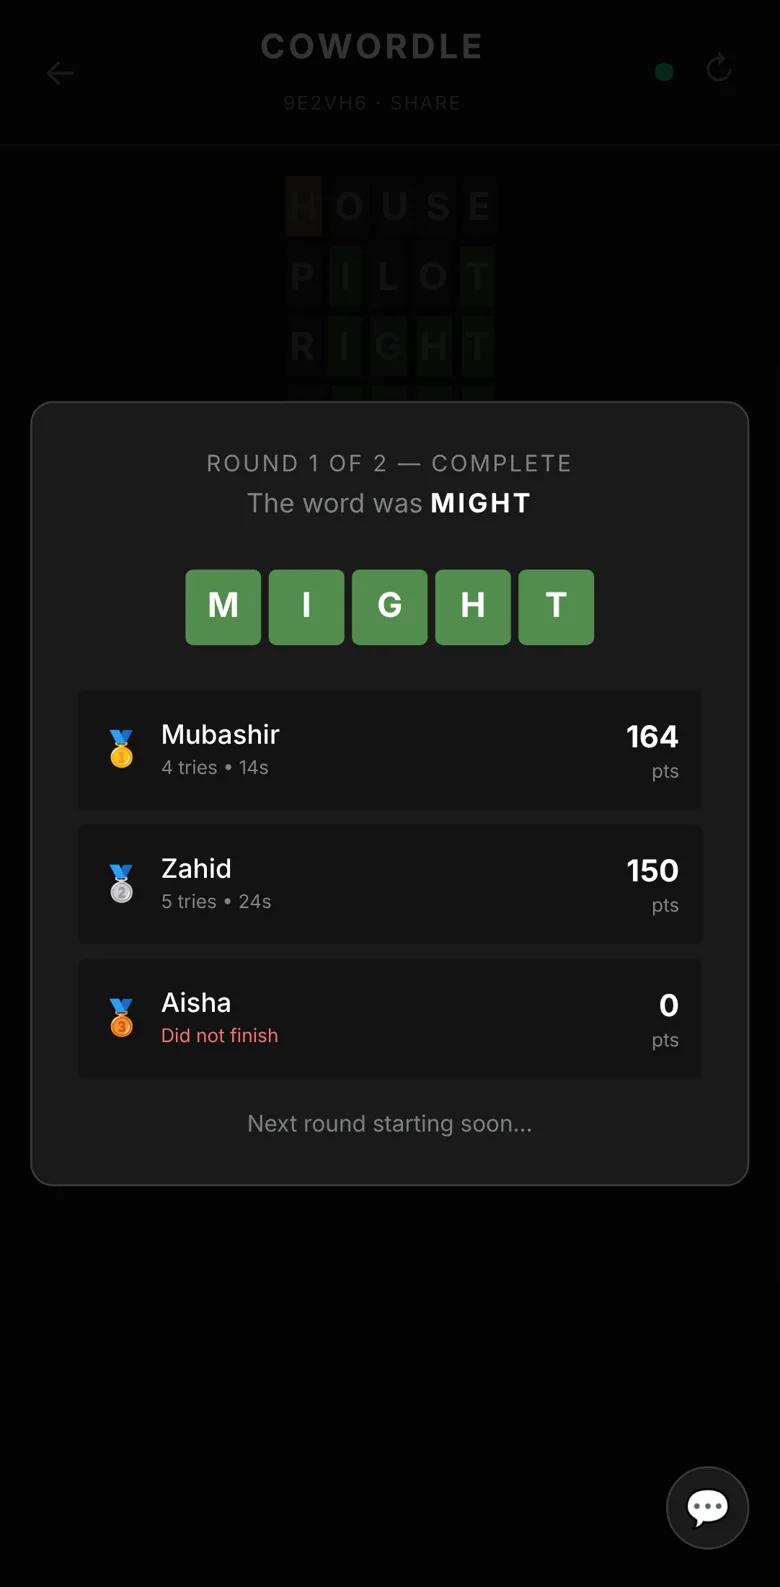 COWORDLE
9E2VH6 · SHARE
HOUSE
PILOT
RIGHT
ROUND 1 OF 2 — COMPLETE
The word was MIGHT
MIGHT
Mubashir
4 tries • 14s
164
pts
Zahid
5 tries • 24s
150
pts
Aisha
Did not finish
0
pts
Next round starting soon...